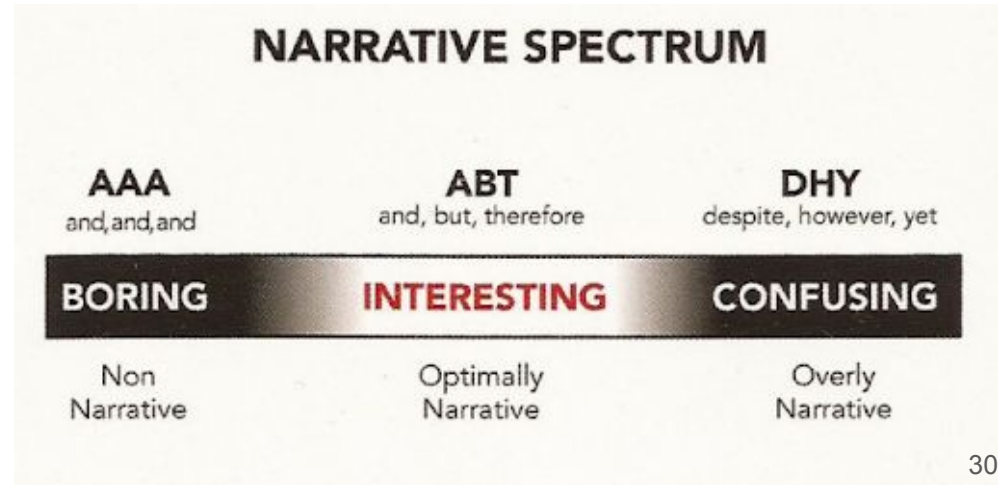 NARRATIVE SPECTRUM
AAA
and, and, and
ABT
and, but, therefore
DHY
despite, however, yet
BORING
INTERESTING
CONFUSING
Non
Narrative
Optimally
Narrative
Overly
Narrative
30